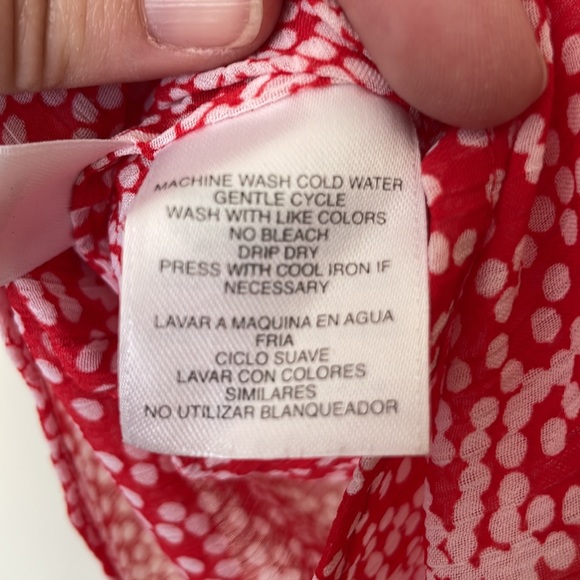 MACHINE WASH COLD WATER
GENTLE CYCLE
WASH WITH LIKE COLORS
NO BLEACH
DRIP DRY
PRESS WITH COOL IRON IF
NECESSARY
LAVAR A MAQUINA EN AGUA
FRIA
CICLO SUAVE
LAVAR CON COLORES
SIMILARES
NO UTILIZAR BLANQUEADOR